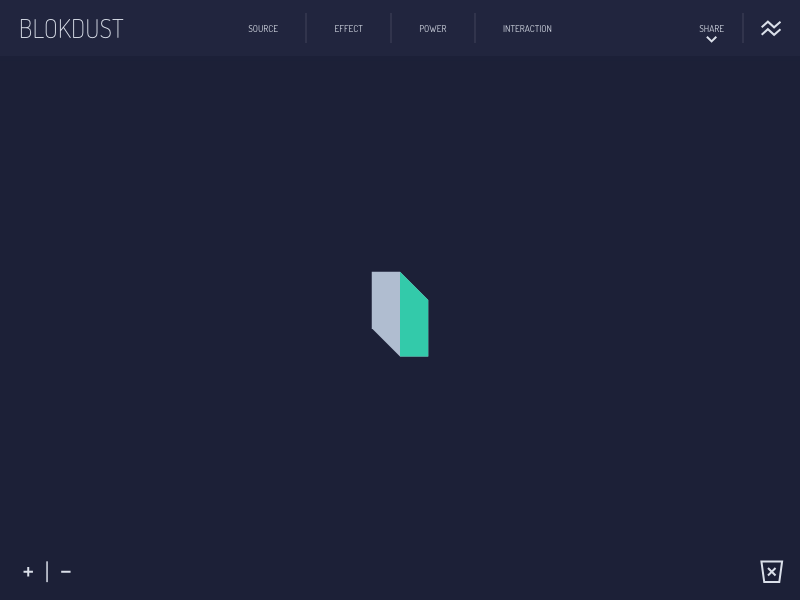 BLOKDUST
SOURCE
EFFECT
POWER
INTERACTION
SHARE